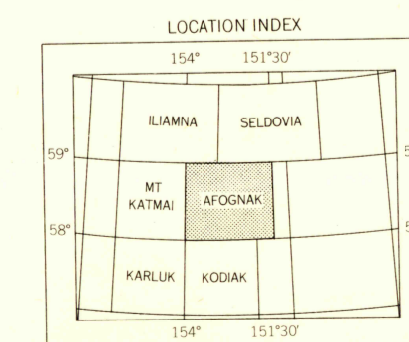 LOCATION INDEX
154° 151°30′
ILIAMNA SELDOVIA
59°
MT
KATMAI AFOGNAK
58°
KARLUK KODIAK
154° 151°30′